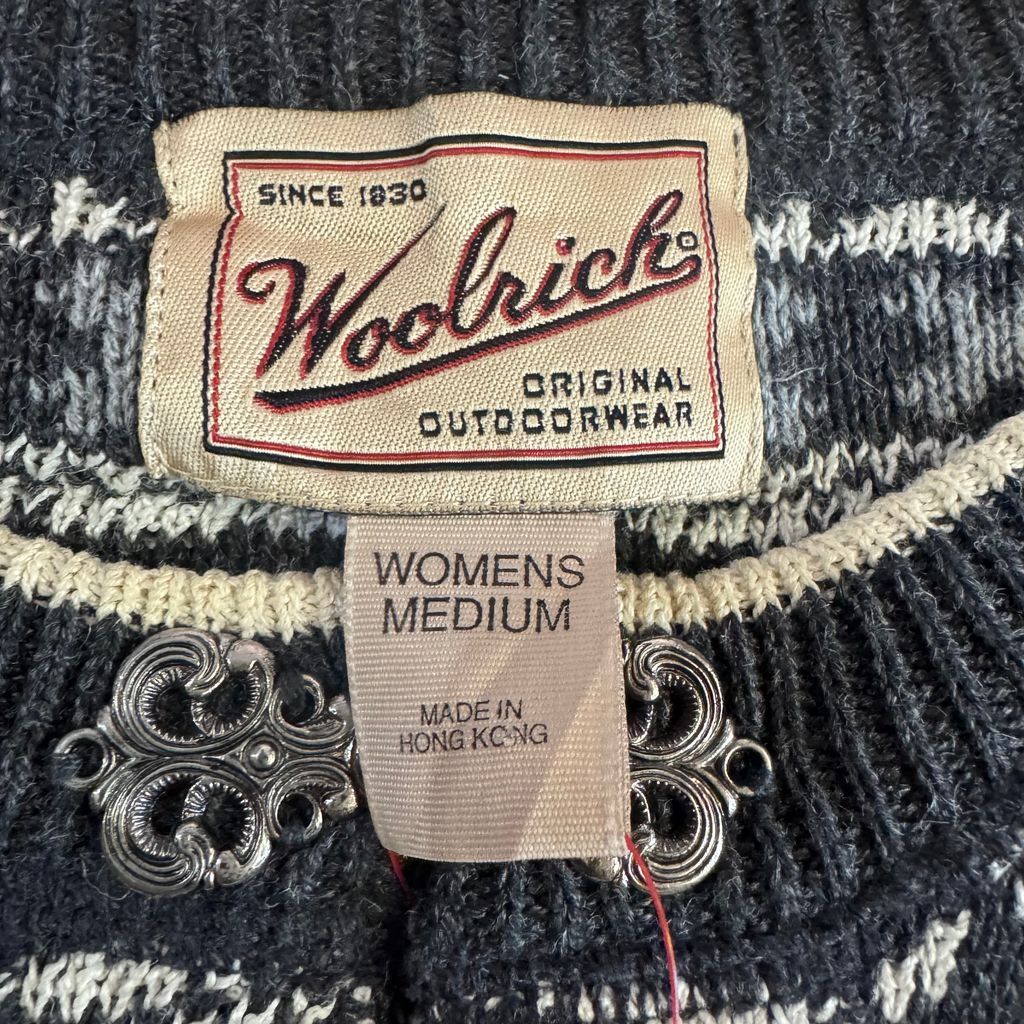 SINCE 1830
Woolrich®
ORIGINAL
OUTDOORWEAR
WOMENS
MEDIUM
MADE IN
HONG KONG